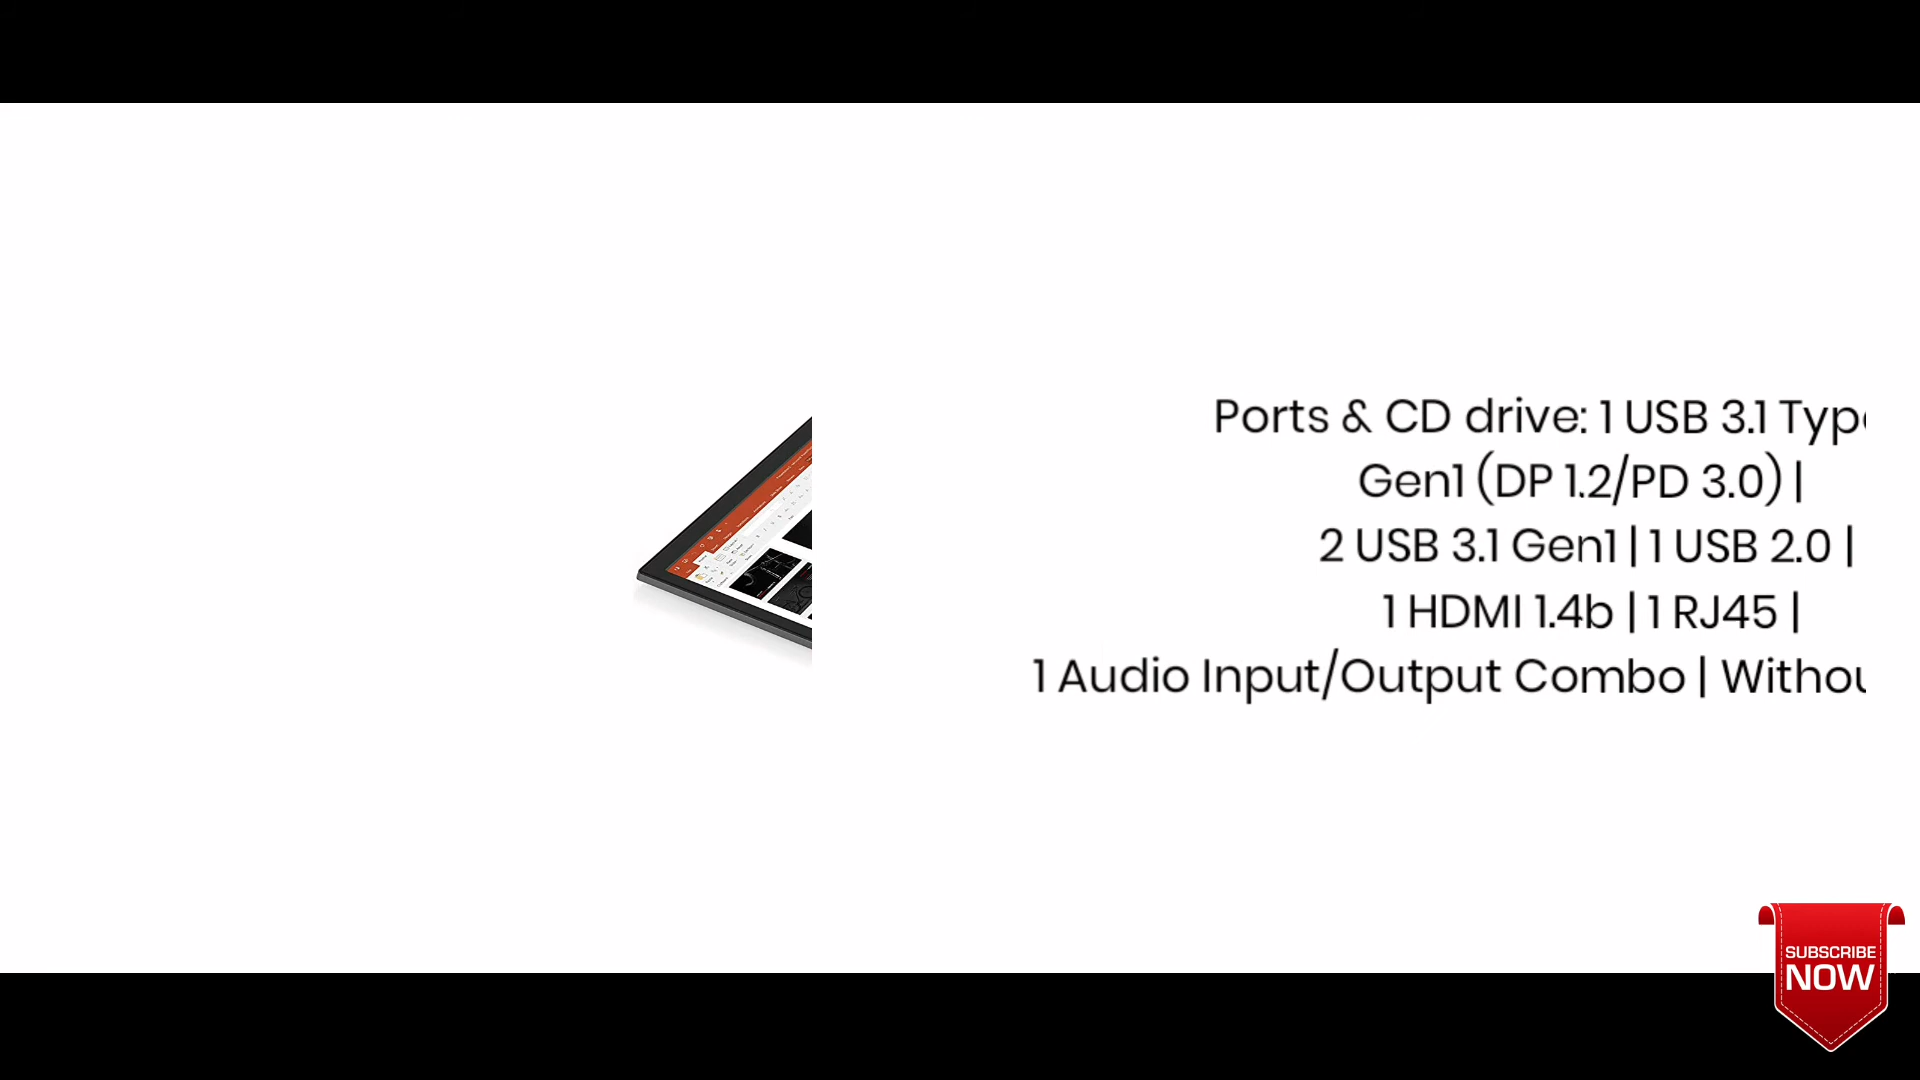 Ports & CD drive: 1 USB 3.1
Gen1 (DP 1.2/PD 3.0) |
2 USB 3.1 Gen1 | 1 USB 2.0 |
1 HDMI 1.4b | 1 RJ45 |
1 Audio Input/Output Combo |
SUBSCRIBE
NOW